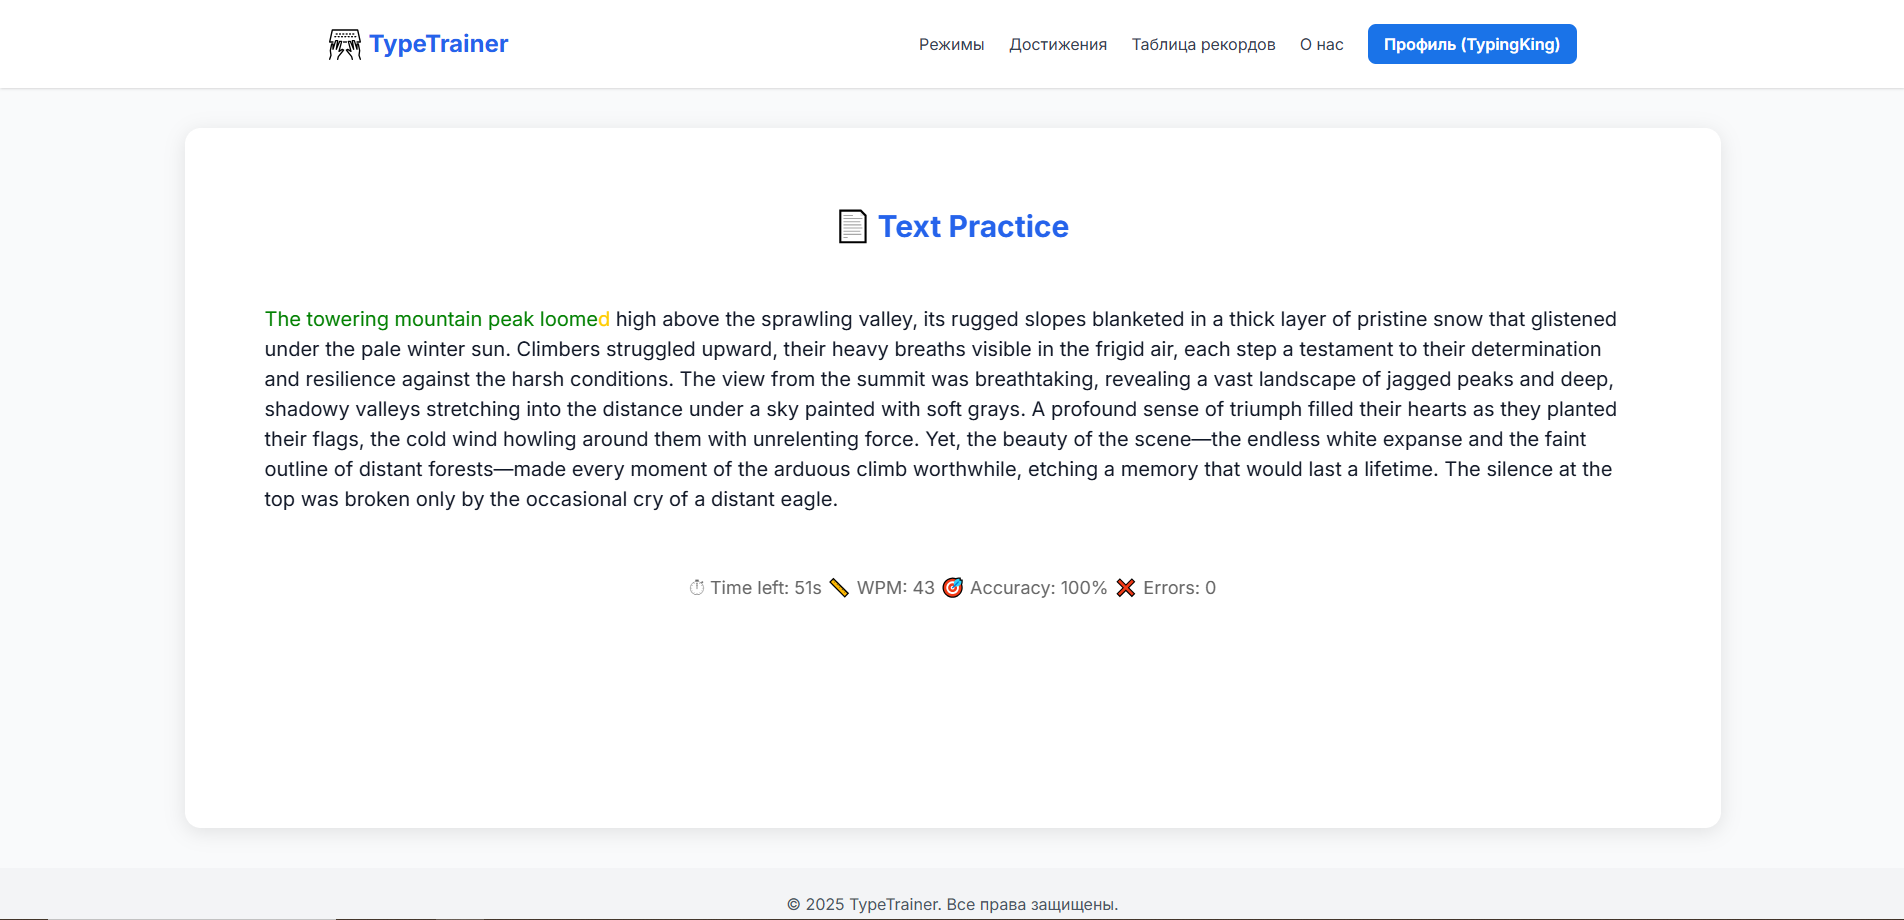 TypeTrainer
Режимы Достижения Таблица рекордов О нас Профиль (TypingKing)
Text Practice
The towering mountain peak loomed high above the sprawling valley, its rugged slopes blanketed in a thick layer of pristine snow that glistened
under the pale winter sun. Climbers struggled upward, their heavy breaths visible in the frigid air, each step a testament to their determination
and resilience against the harsh conditions. The view from the summit was breathtaking, revealing a vast landscape of jagged peaks and deep,
shadowy valleys stretching into the distance under a sky painted with soft grays. A profound sense of triumph filled their hearts as they planted
their flags, the cold wind howling around them with unrelenting force. Yet, the beauty of the scene—the endless white expanse and the faint
outline of distant forests—made every moment of the arduous climb worthwhile, etching a memory that would last a lifetime. The silence at the
top was broken only by the occasional cry of a distant eagle.
⏱ Time left: 51s 📏 WPM: 43 🎯 Accuracy: 100% ❌ Errors: 0
© 2025 TypeTrainer. Все права защищены.